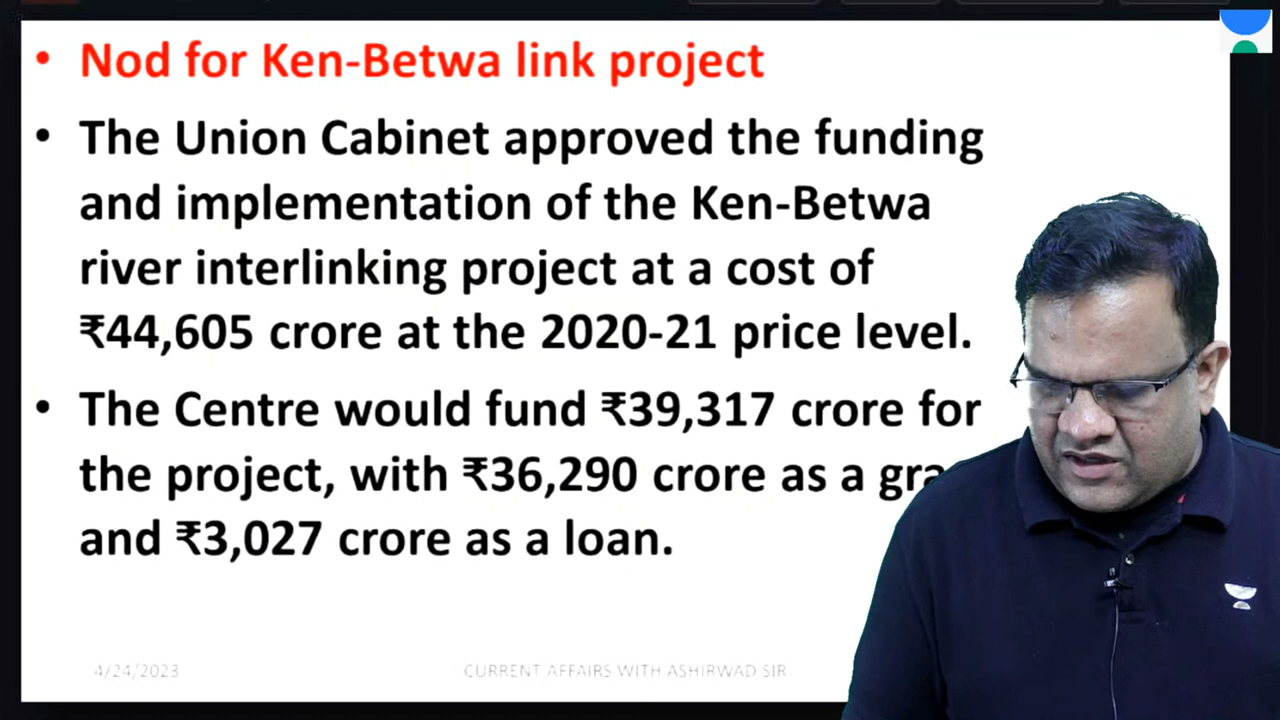 • Nod for Ken-Betwa link project
• The Union Cabinet approved the funding
and implementation of the Ken-Betwa
river interlinking project at a cost of
₹44,605 crore at the 2020-21 price level.
• The Centre would fund ₹39,317 crore for
the project, with ₹36,290 crore as a
and ₹3,027 crore as a loan.
4/24/2023
CURRENT AFFAIRS WITH ASHIRWAD SIR